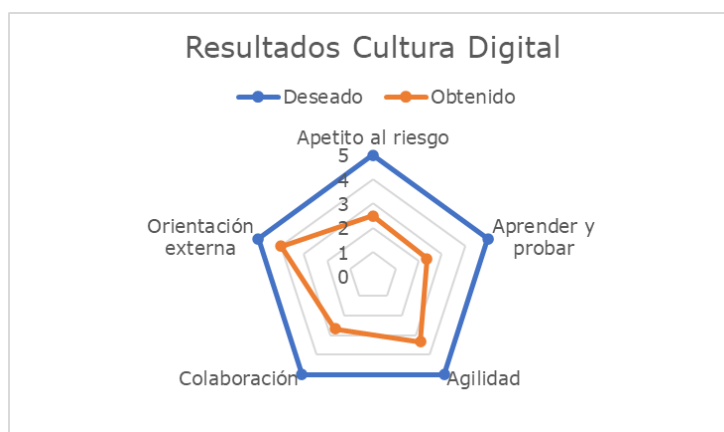 Resultados Cultura Digital
Deseado Obtenido
Apetito al riesgo
5
4
3
2
1
0
Aprender y
probar
Agilidad
Colaboración
Orientación
externa